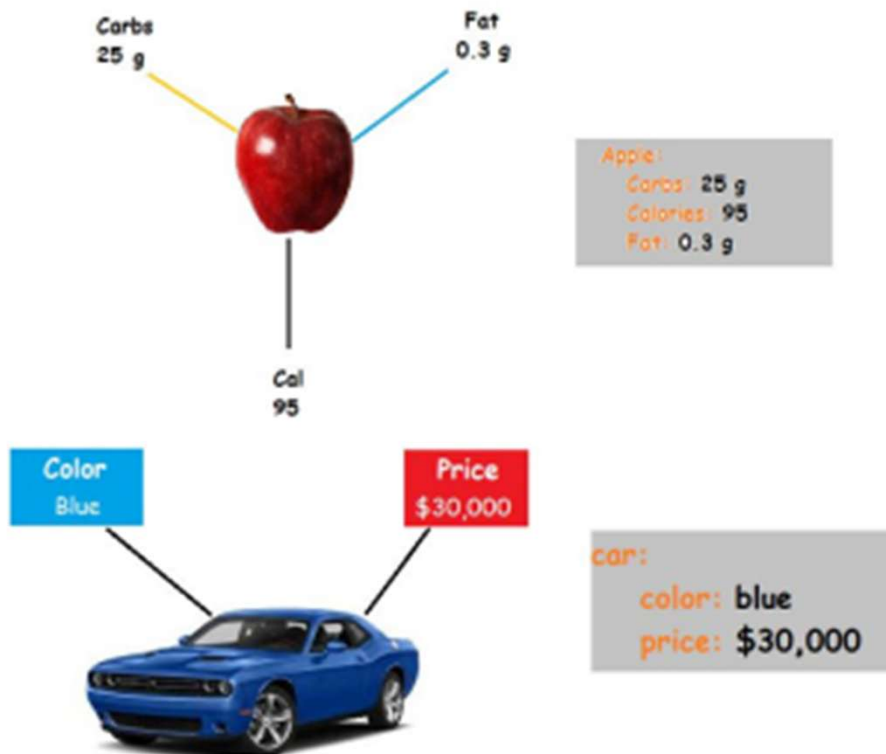 Carbs
25 g
Fat
0.3 g
Apple:
Carbs: 25 g
Calories: 95
Fat: 0.3 g
Cal
95
Color
Blue
Price
$30,000
car:
color: blue
price: $30,000